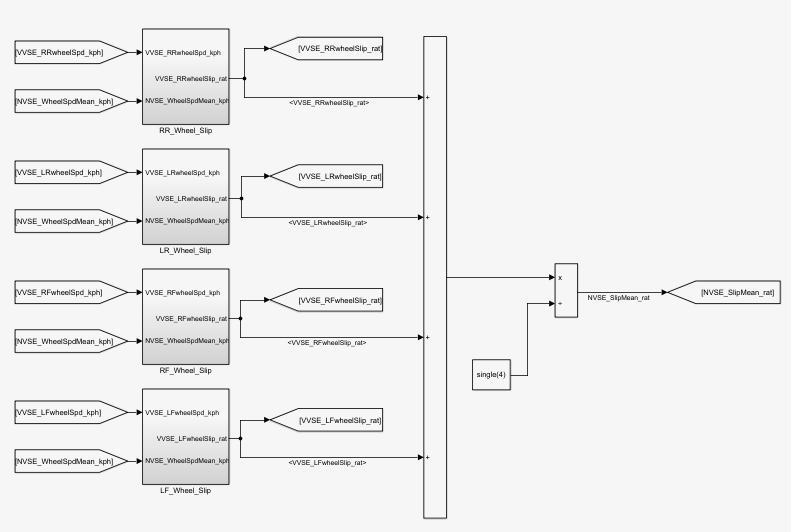 [VVSE_RRwheelSpd_kph]
VVSE_RRwheelSpd_kph
[VVSE_RRwheelSlip_rat]
VVSE_RRwheelSlip_rat
[NVSE_WheelSpdMean_kph]
NVSE_WheelSpdMean_kph
<VVSE_RRwheelSlip_rat>
+
RR_Wheel_Slip
[VVSE_LRwheelSpd_kph]
VVSE_LRwheelSpd_kph
[VVSE_LRwheelSlip_rat]
VVSE_LRwheelSlip_rat
[NVSE_WheelSpdMean_kph]
NVSE_WheelSpdMean_kph
<VVSE_LRwheelSlip_rat>
+
LR_Wheel_Slip
[VVSE_RFwheelSpd_kph]
VVSE_RFwheelSpd_kph
[VVSE_RFwheelSlip_rat]
VVSE_RFwheelSlip_rat
[NVSE_WheelSpdMean_kph]
NVSE_WheelSpdMean_kph
<VVSE_RFwheelSlip_rat>
+
RF_Wheel_Slip
[VVSE_LFwheelSpd_kph]
VVSE_LFwheelSpd_kph
[VVSE_LFwheelSlip_rat]
VVSE_LFwheelSlip_rat
[NVSE_WheelSpdMean_kph]
NVSE_WheelSpdMean_kph
<VVSE_LFwheelSlip_rat>
+
LF_Wheel_Slip
x
÷
single(4)
NVSE_SlipMean_rat
[NVSE_SlipMean_rat]